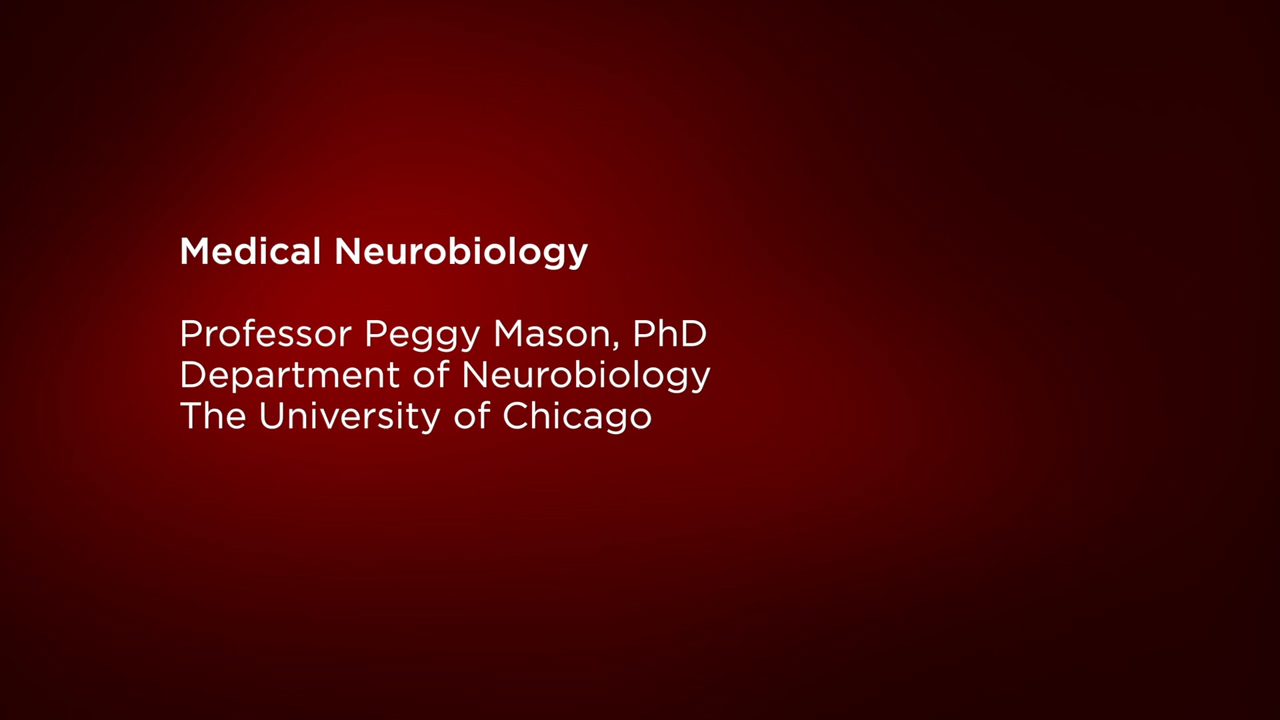 Medical Neurobiology
Professor Peggy Mason, PhD
Department of Neurobiology
The University of Chicago